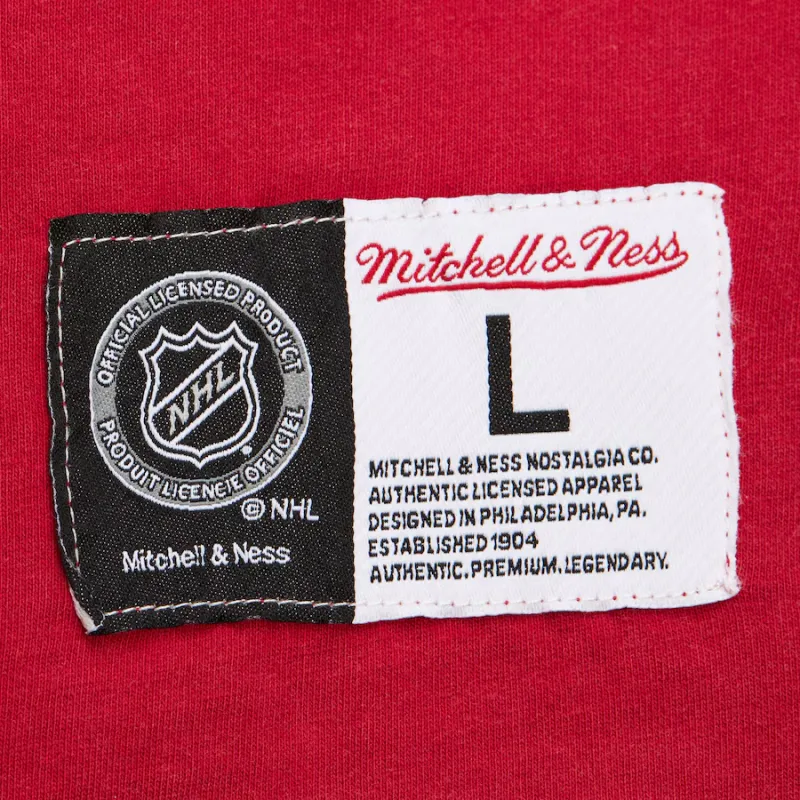 OFFICIAL LICENSED PRODUCT
NHL
PRODUIT LICENCIE OFFICIEL
© NHL
Mitchell & Ness
Mitchell & Ness
L
MITCHELL & NESS NOSTALGIA CO.
AUTHENTIC LICENSED APPAREL
DESIGNED IN PHILADELPHIA, PA.
ESTABLISHED 1904
AUTHENTIC. PREMIUM. LEGENDARY.